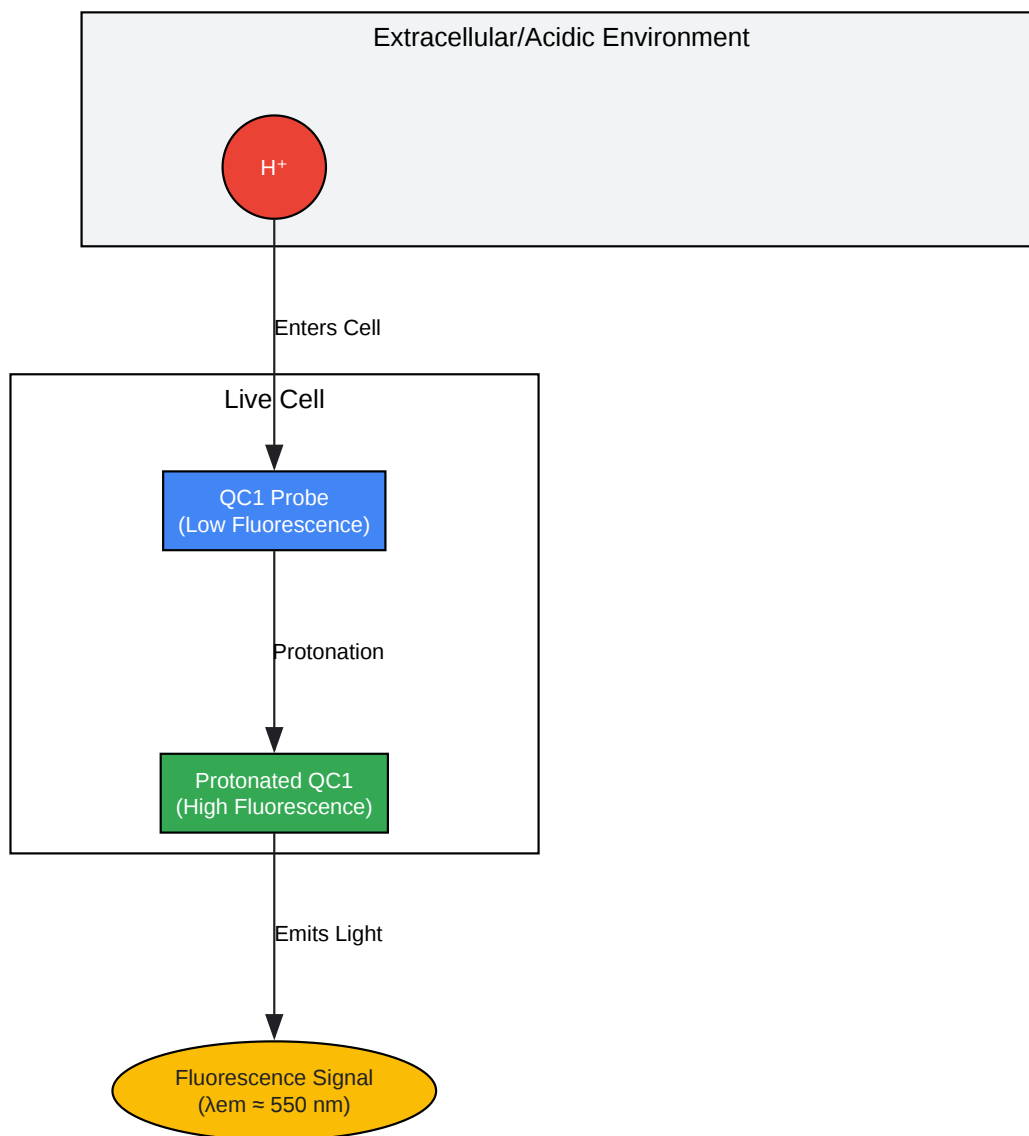 Extracellular/Acidic Environment
H⁺
Enters Cell
Live Cell
QC1 Probe
(Low Fluorescence)
Protonation
Protonated QC1
(High Fluorescence)
Emits Light
Fluorescence Signal
(λem ≈ 550 nm)